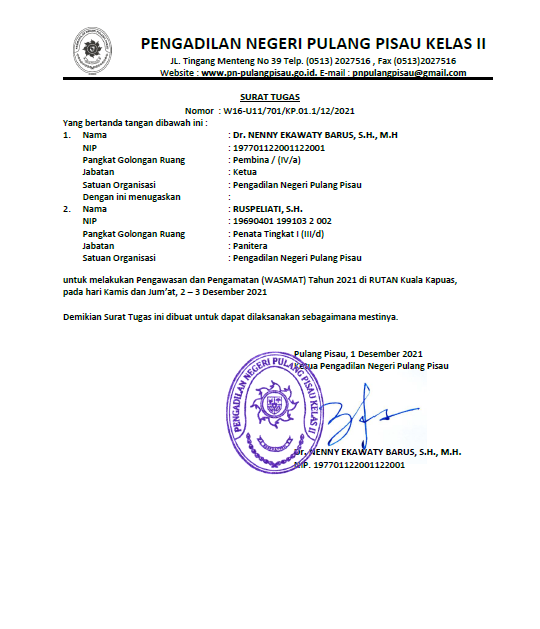 PENGADILAN NEGERI PULANG PISAU KELAS II
JL. Tingang Menteng No 39 Telp. (0513) 2027516 , Fax (0513)2027516
Website : www.pn-pulangpisau.go.id. E-mail : pnpulangpisau@gmail.com
SURAT TUGAS
Nomor : W16-U11/701/KP.01.1/12/2021
Yang bertanda tangan dibawah ini :
1. Nama : Dr. NENNY EKAWATY BARUS, S.H., M.H
NIP : 197701122001122001
Pangkat Golongan Ruang : Pembina / (IV/a)
Jabatan : Ketua
Satuan Organisasi : Pengadilan Negeri Pulang Pisau
Dengan ini menugaskan :
2. Nama : RUSPELIATI, S.H.
NIP : 19690401 199103 2 002
Pangkat Golongan Ruang : Penata Tingkat I (III/d)
Jabatan : Panitera
Satuan Organisasi : Pengadilan Negeri Pulang Pisau
untuk melakukan Pengawasan dan Pengamatan (WASMAT) Tahun 2021 di RUTAN Kuala Kapuas,
pada hari Kamis dan Jum'at, 2 – 3 Desember 2021
Demikian Surat Tugas ini dibuat untuk dapat dilaksanakan sebagaimana mestinya.
Pulang Pisau, 1 Desember 2021
Ketua Pengadilan Negeri Pulang Pisau
PENGADILAN NEGERI PULANG PISAU KELAS II
Dr. NENNY EKAWATY BARUS, S.H., M.H.
NIP. 197701122001122001